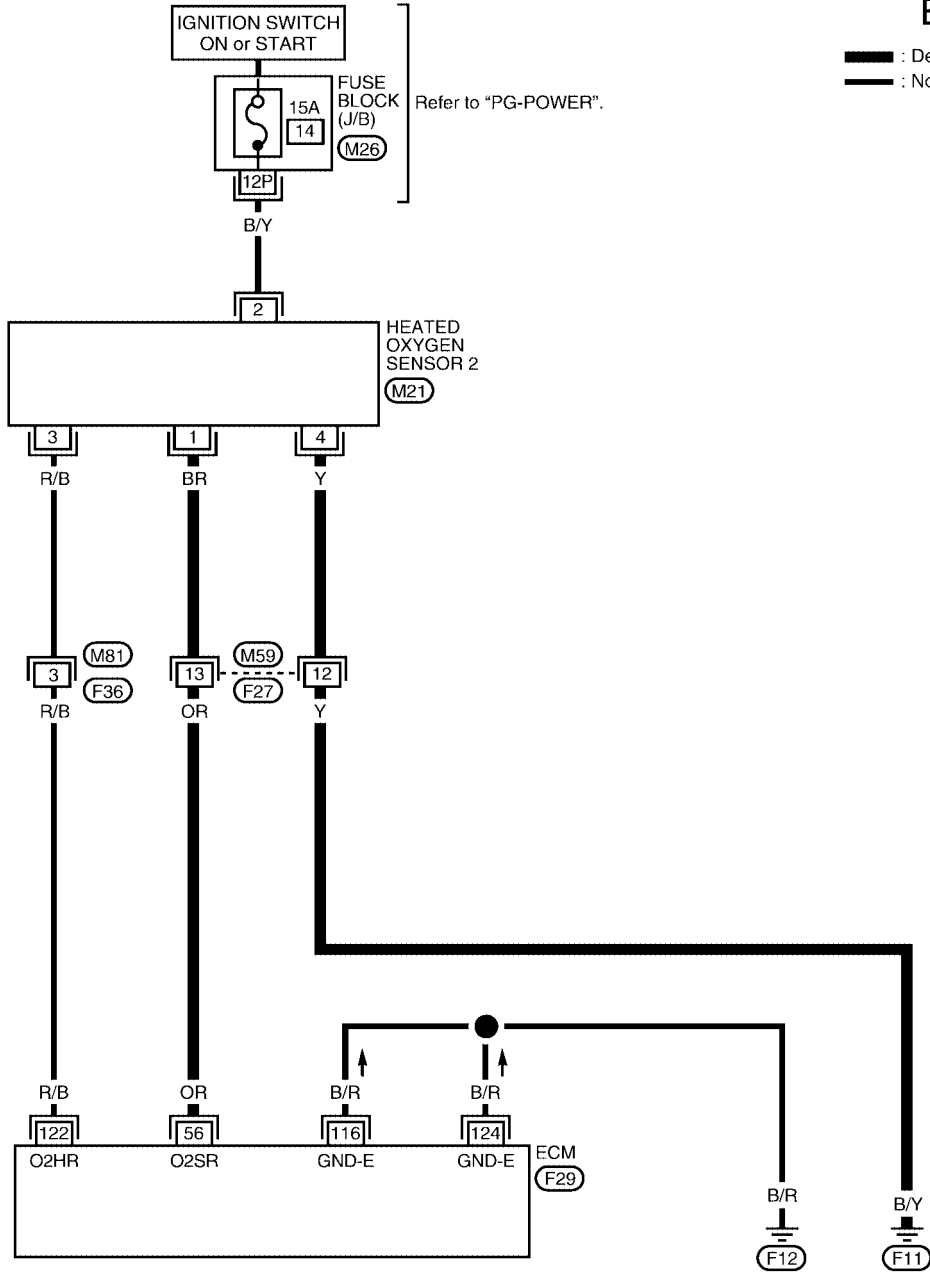 IGNITION SWITCH
ON or START
FUSE
BLOCK
(J/B)
15A
14
M26
Refer to “PG-POWER”.
12P
B/Y
2
HEATED
OXYGEN
SENSOR 2
M21
3
1
4
R/B
BR
Y
M81
M59
3
13
12
F36
F27
R/B
OR
Y
R/B
OR
B/R
B/R
122
56
116
124
O2HR
O2SR
GND-E
GND-E
ECM
F29
B/R
B/Y
F12
F11
: De
: No